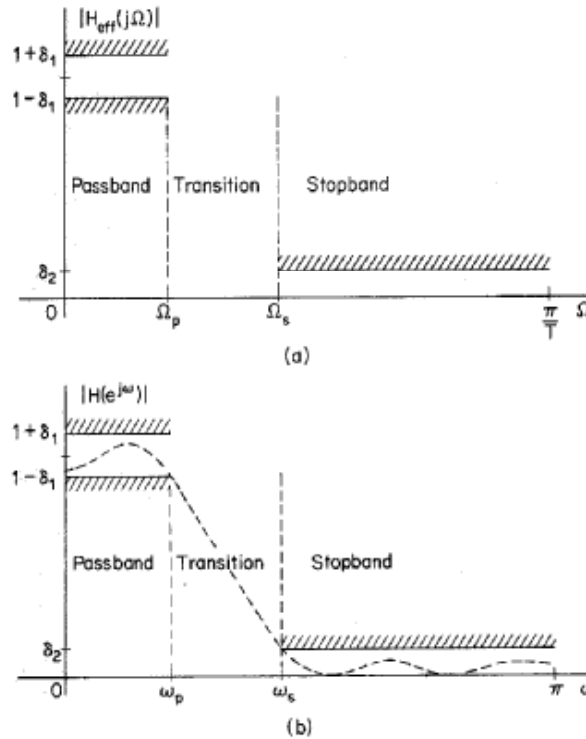 |H_eff(jΩ)|
1+δ₁
1−δ₁
Passband Transition Stopband
δ₂
0 Ω_p Ω_s π/T Ω
(a)
|H(e^{jω})|
1+δ₁
1−δ₁
Passband Transition Stopband
δ₂
0 ω_p ω_s π
(b)